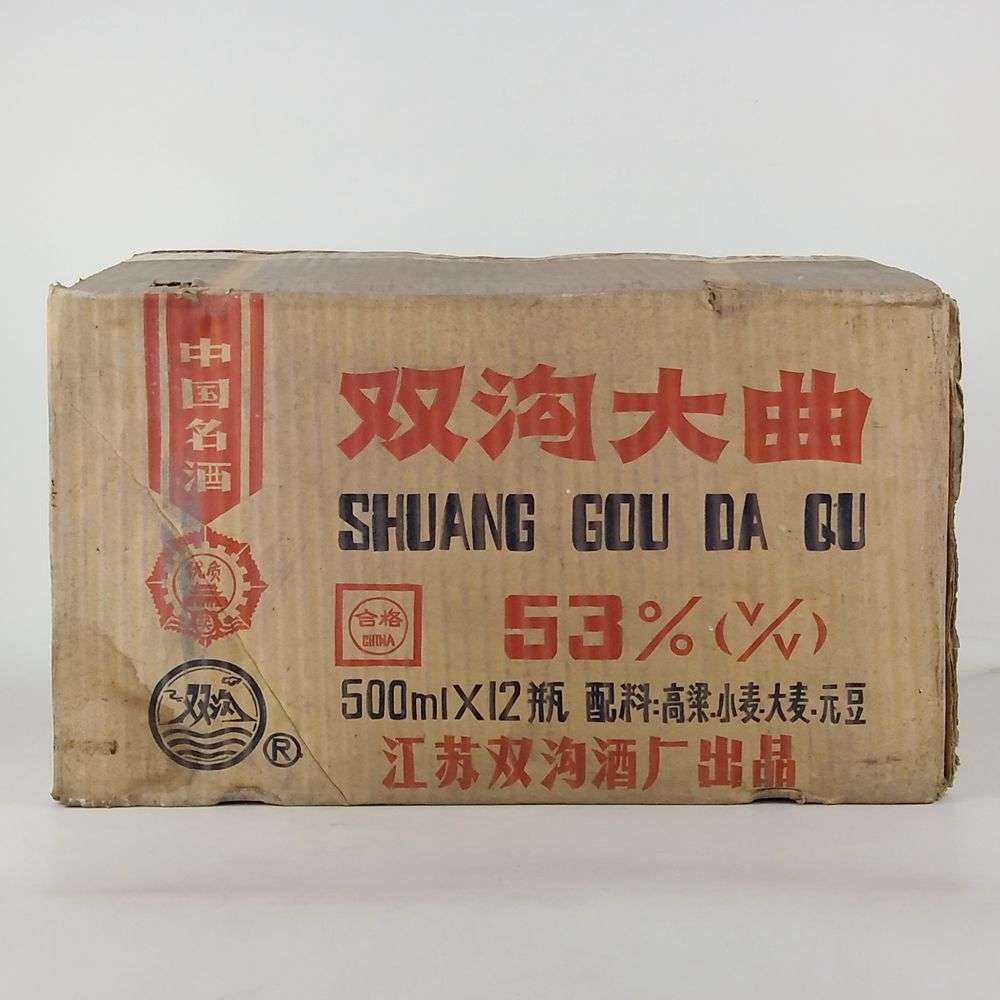 中国名酒
优质
双沟
®
双沟大曲
SHUANG GOU DA QU
合格
CHINA
53%(V/V)
500ml×12瓶 配料:高粱·小麦·大麦·元豆
江苏双沟酒厂出品